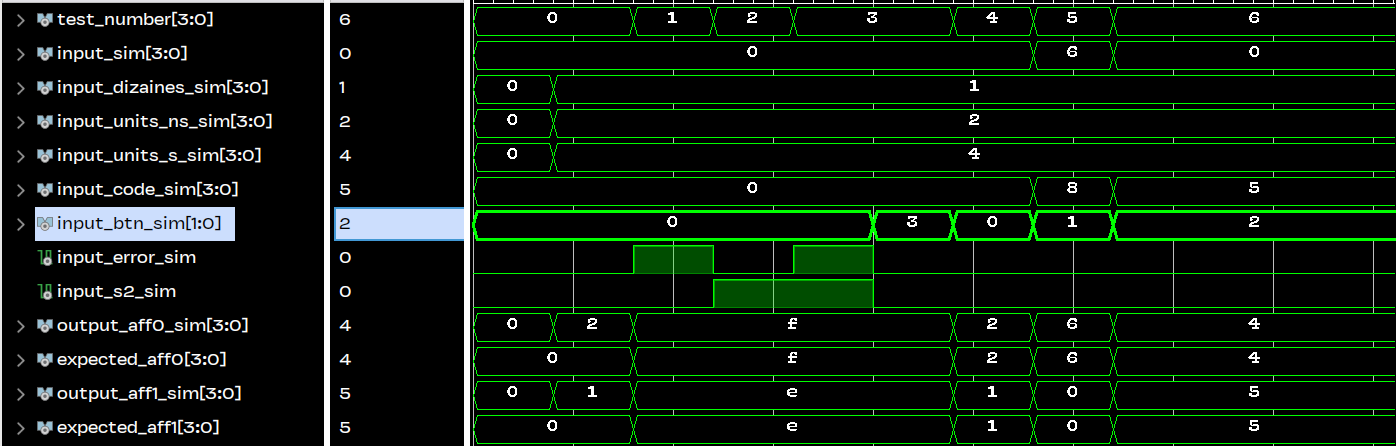 test_number[3:0] 6 0 1 2 3 4 5 6
input_sim[3:0] 0 0 6 0
input_dizaines_sim[3:0] 1 0 1
input_units_ns_sim[3:0] 2 0 2
input_units_s_sim[3:0] 4 0 4
input_code_sim[3:0] 5 0 8 5
input_btn_sim[1:0] 2 0 3 0 1 2
input_error_sim 0
input_s2_sim 0
output_aff0_sim[3:0] 4 0 2 f 2 6 4
expected_aff0[3:0] 4 0 f 2 6 4
output_aff1_sim[3:0] 5 0 1 e 1 0 5
expected_aff1[3:0] 5 0 e 1 0 5